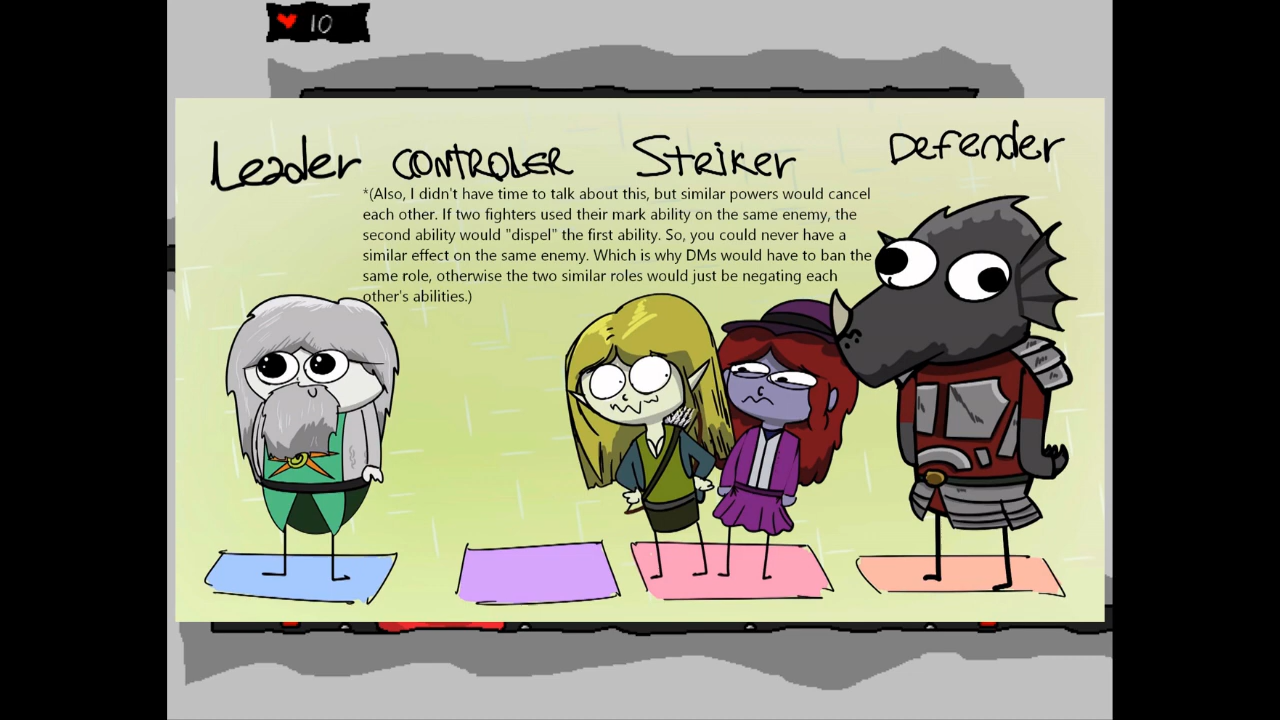 10
Leader CONTROLER Striker Defender
*(Also, I didn't have time to talk about this, but similar powers would cancel
each other. If two fighters used their mark ability on the same enemy, the
second ability would "dispel" the first ability. So, you could never have a
similar effect on the same enemy. Which is why DMs would have to ban the
same role, otherwise the two similar roles would just be negating each
other's abilities.)